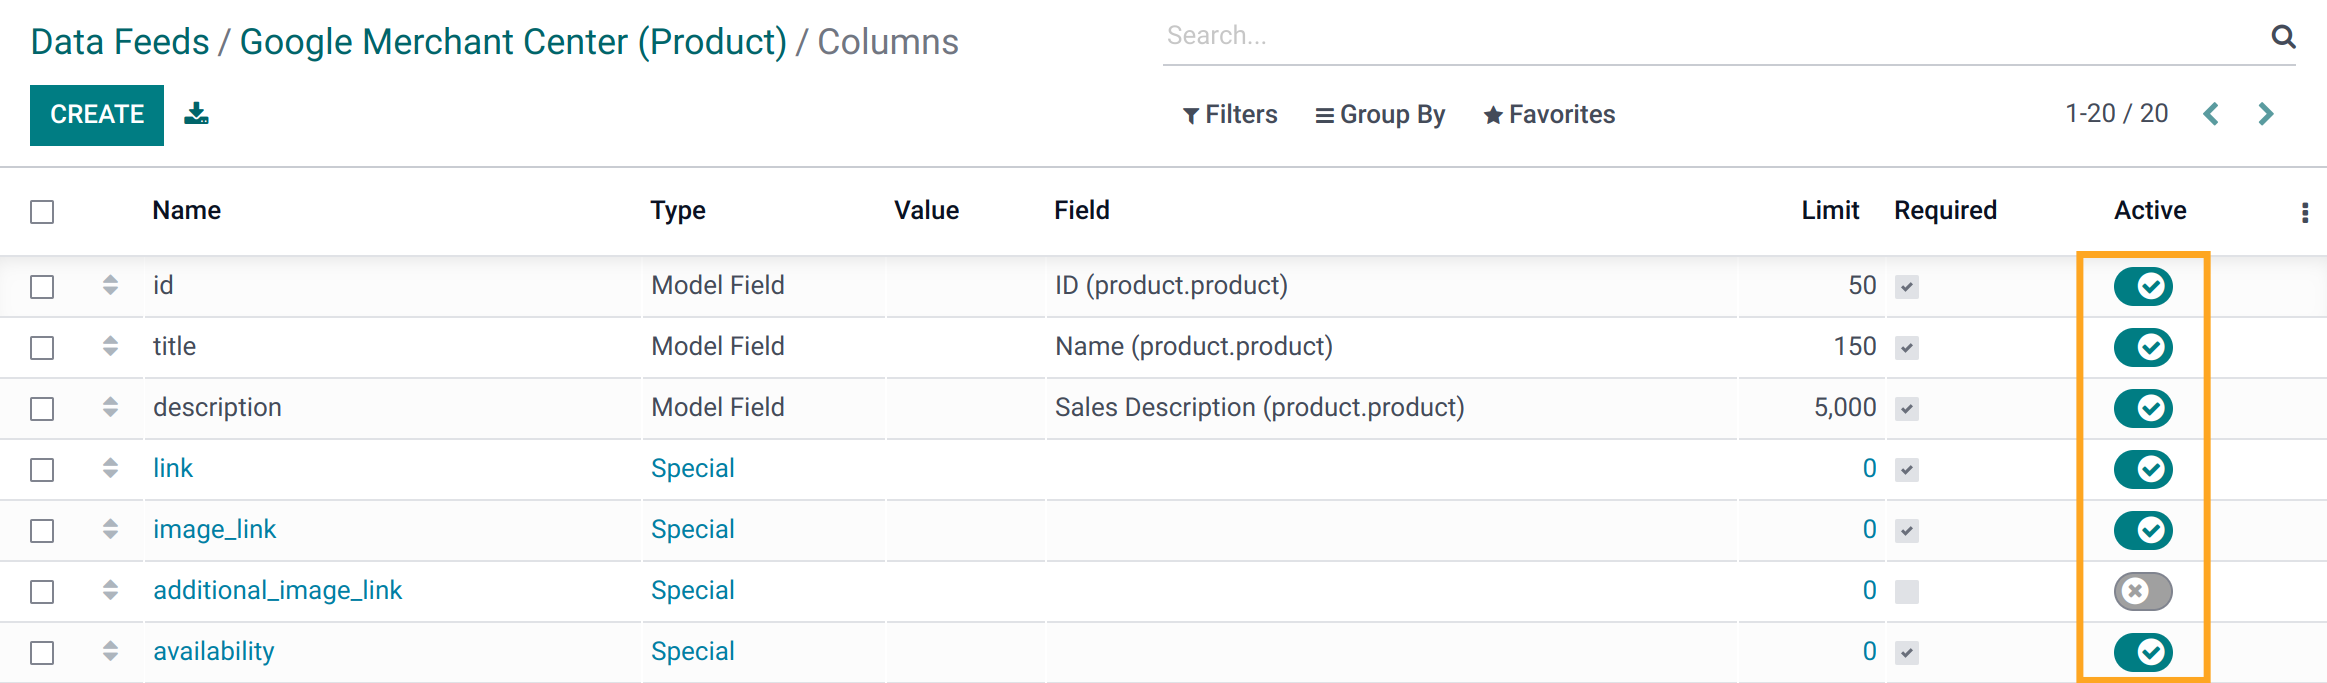 Data Feeds / Google Merchant Center (Product) / Columns
Search...
CREATE
Filters Group By Favorites
1-20 / 20
Name Type Value Field Limit Required Active
id Model Field ID (product.product) 50
title Model Field Name (product.product) 150
description Model Field Sales Description (product.product) 5,000
link Special 0
image_link Special 0
additional_image_link Special 0
availability Special 0